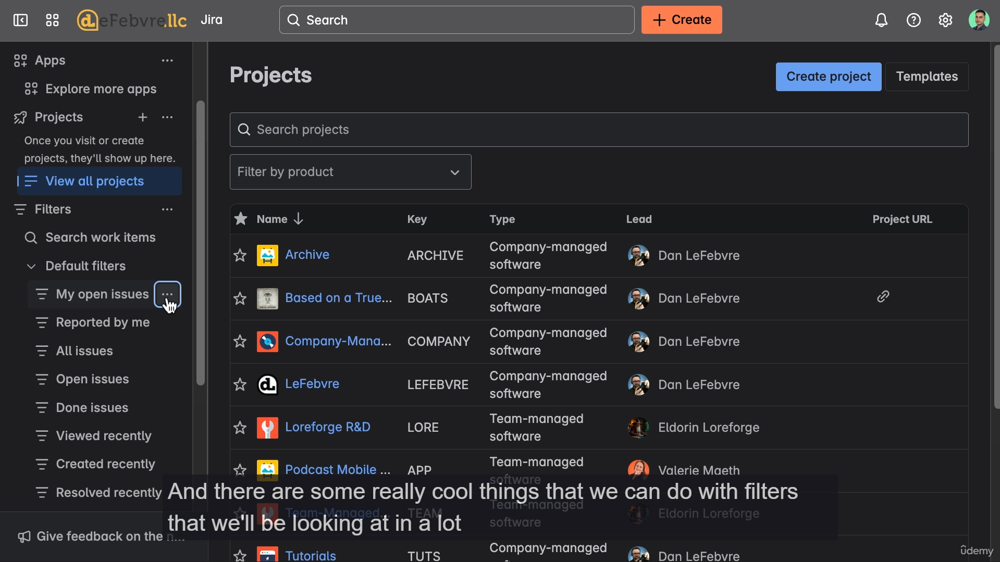 LeFebvre.llc Jira
Search
Create
Apps
Explore more apps
Projects
Once you visit or create
projects, they'll show up here.
View all projects
Filters
Search work items
Default filters
My open issues
Reported by me
All issues
Open issues
Done issues
Viewed recently
Created recently
Resolved recently
Give feedback on the n...
Projects
Create project
Templates
Search projects
Filter by product
Name Key Type Lead Project URL
Archive ARCHIVE Company-managed software Dan LeFebvre
Based on a True... BOATS Company-managed software Dan LeFebvre
Company-Mana... COMPANY Company-managed software Dan LeFebvre
LeFebvre LEFEBVRE Company-managed software Dan LeFebvre
Loreforge R&D LORE Team-managed software Eldorin Loreforge
Podcast Mobile ... APP Team-managed software Valerie Maeth
Team-Managed... TEAM Team-managed software Eldorin Loreforge
Tutorials TUTS Company-managed Dan LeFebvre
And there are some really cool things that we can do with filters
that we'll be looking at in a lot
ûdemy